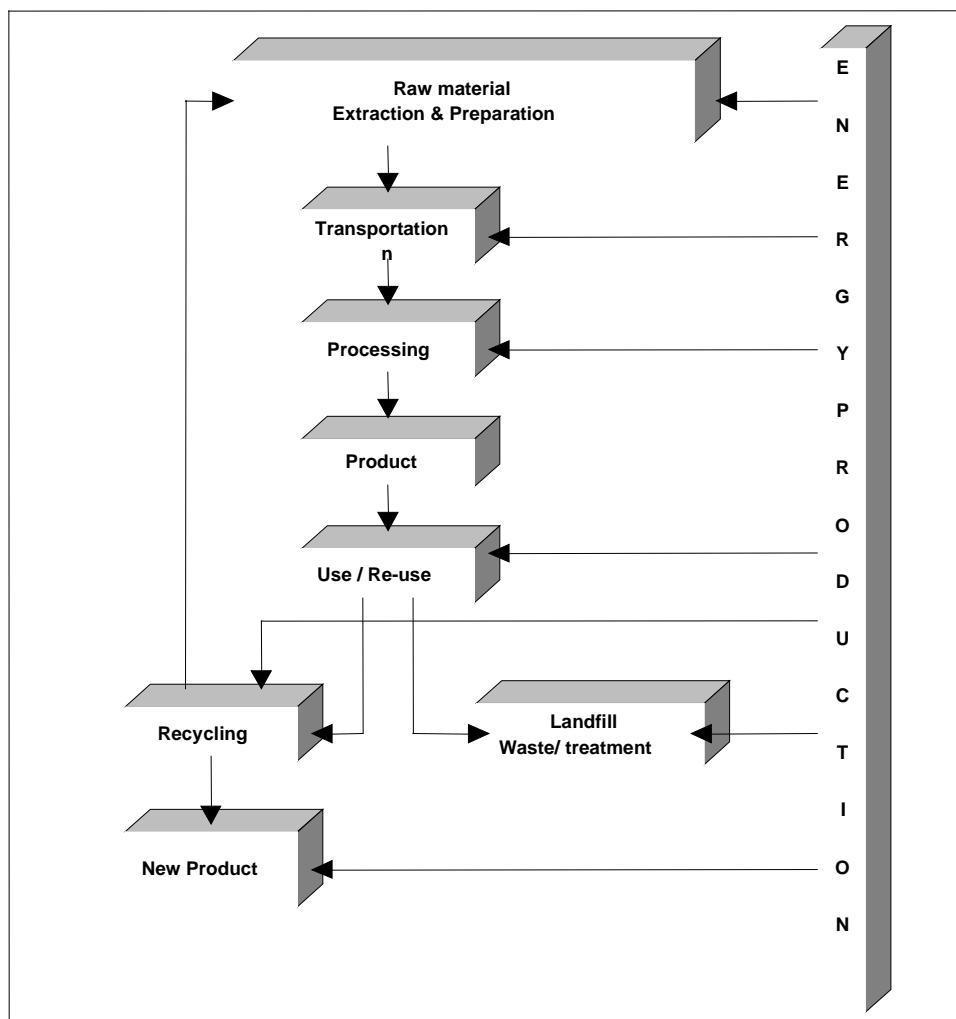 Raw material
Extraction & Preparation
Transportation
n
Processing
Product
Use / Re-use
Recycling
Landfill
Waste/ treatment
New Product
E
N
E
R
G
Y
P
R
O
D
U
C
T
I
O
N